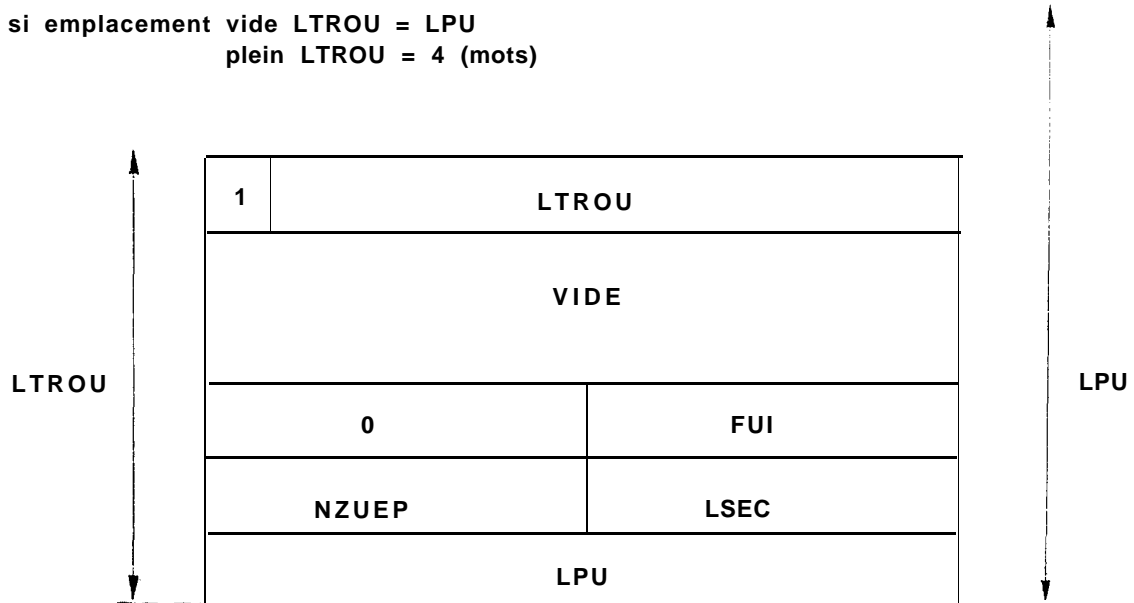 si emplacement vide LTROU = LPU
plein LTROU = 4 (mots)
1 LTROU
VIDE
LTROU
LPU
0 FUI
NZUEP LSEC
LPU